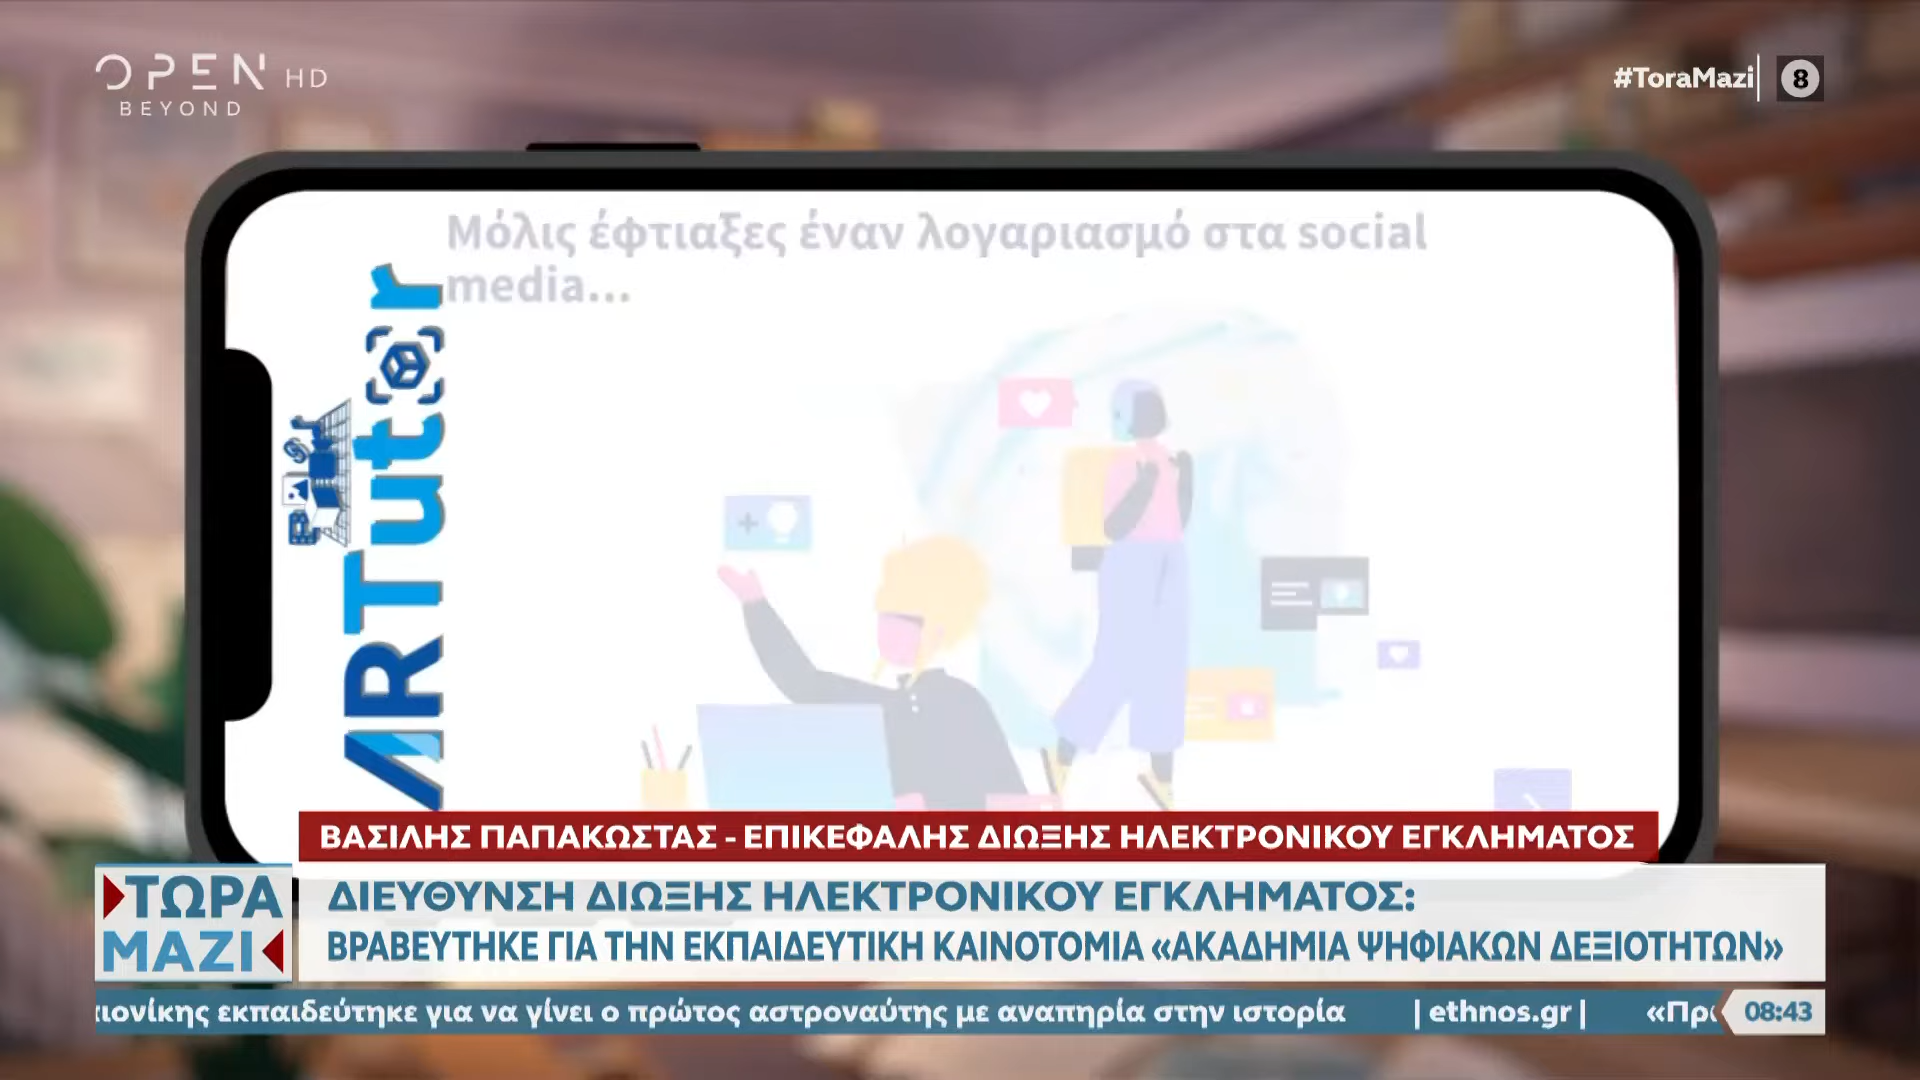 OPEN HD
BEYOND
#ToraMazi
8
Μόλις έφτιαξες έναν λογαριασμό στα social
media...
ARTutor
ΒΑΣΙΛΗΣ ΠΑΠΑΚΩΣΤΑΣ - ΕΠΙΚΕΦΑΛΗΣ ΔΙΩΞΗΣ ΗΛΕΚΤΡΟΝΙΚΟΥ ΕΓΚΛΗΜΑΤΟΣ
ΤΩΡΑ
ΜΑΖΙ
ΔΙΕΥΘΥΝΣΗ ΔΙΩΞΗΣ ΗΛΕΚΤΡΟΝΙΚΟΥ ΕΓΚΛΗΜΑΤΟΣ:
ΒΡΑΒΕΥΤΗΚΕ ΓΙΑ ΤΗΝ ΕΚΠΑΙΔΕΥΤΙΚΗ ΚΑΙΝΟΤΟΜΙΑ «ΑΚΑΔΗΜΙΑ ΨΗΦΙΑΚΩΝ ΔΕΞΙΟΤΗΤΩΝ»
εκπαιδεύτηκε για να γίνει ο πρώτος αστροναύτης με αναπηρία στην ιστορία | ethnos.gr |
08:43